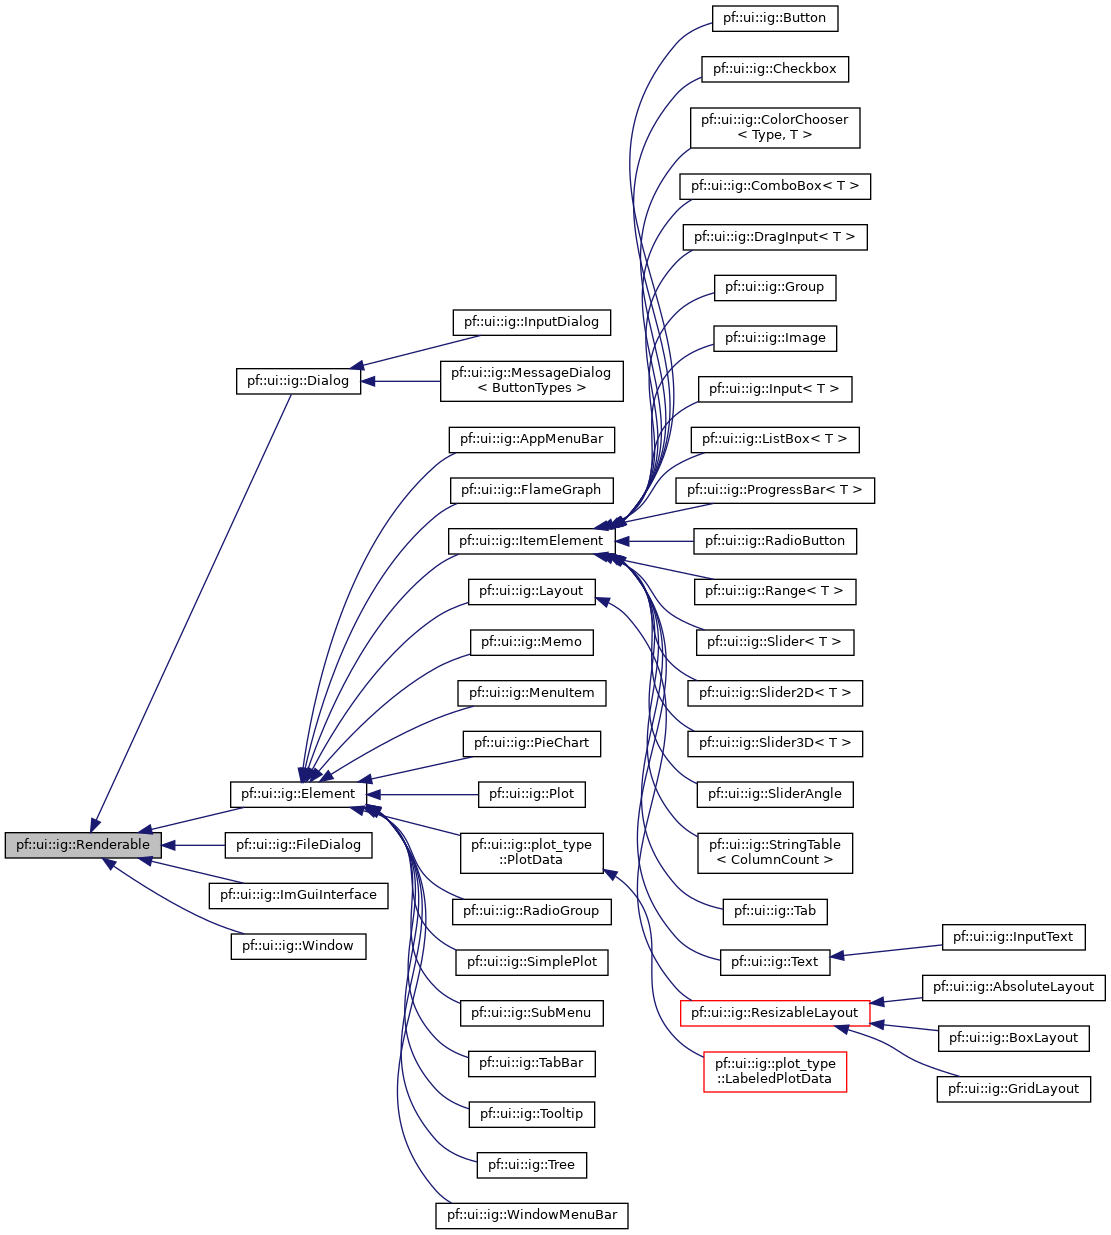 pf::ui::ig::Button
pf::ui::ig::Checkbox
pf::ui::ig::ColorChooser
< Type, T >
pf::ui::ig::ComboBox< T >
pf::ui::ig::DragInput< T >
pf::ui::ig::Group
pf::ui::ig::InputDialog
pf::ui::ig::Image
pf::ui::ig::Dialog
pf::ui::ig::MessageDialog
< ButtonTypes >
pf::ui::ig::Input< T >
pf::ui::ig::AppMenuBar
pf::ui::ig::ListBox< T >
pf::ui::ig::FlameGraph
pf::ui::ig::ProgressBar< T >
pf::ui::ig::ItemElement
pf::ui::ig::RadioButton
pf::ui::ig::Layout
pf::ui::ig::Range< T >
pf::ui::ig::Memo
pf::ui::ig::Slider< T >
pf::ui::ig::MenuItem
pf::ui::ig::Slider2D< T >
pf::ui::ig::PieChart
pf::ui::ig::Slider3D< T >
pf::ui::ig::Element
pf::ui::ig::Plot
pf::ui::ig::SliderAngle
pf::ui::ig::Renderable
pf::ui::ig::FileDialog
pf::ui::ig::plot_type
::PlotData
pf::ui::ig::StringTable
< ColumnCount >
pf::ui::ig::ImGuiInterface
pf::ui::ig::RadioGroup
pf::ui::ig::Tab
pf::ui::ig::Window
pf::ui::ig::InputText
pf::ui::ig::SimplePlot
pf::ui::ig::Text
pf::ui::ig::AbsoluteLayout
pf::ui::ig::SubMenu
pf::ui::ig::ResizableLayout
pf::ui::ig::BoxLayout
pf::ui::ig::TabBar
pf::ui::ig::plot_type
::LabeledPlotData
pf::ui::ig::GridLayout
pf::ui::ig::Tooltip
pf::ui::ig::Tree
pf::ui::ig::WindowMenuBar